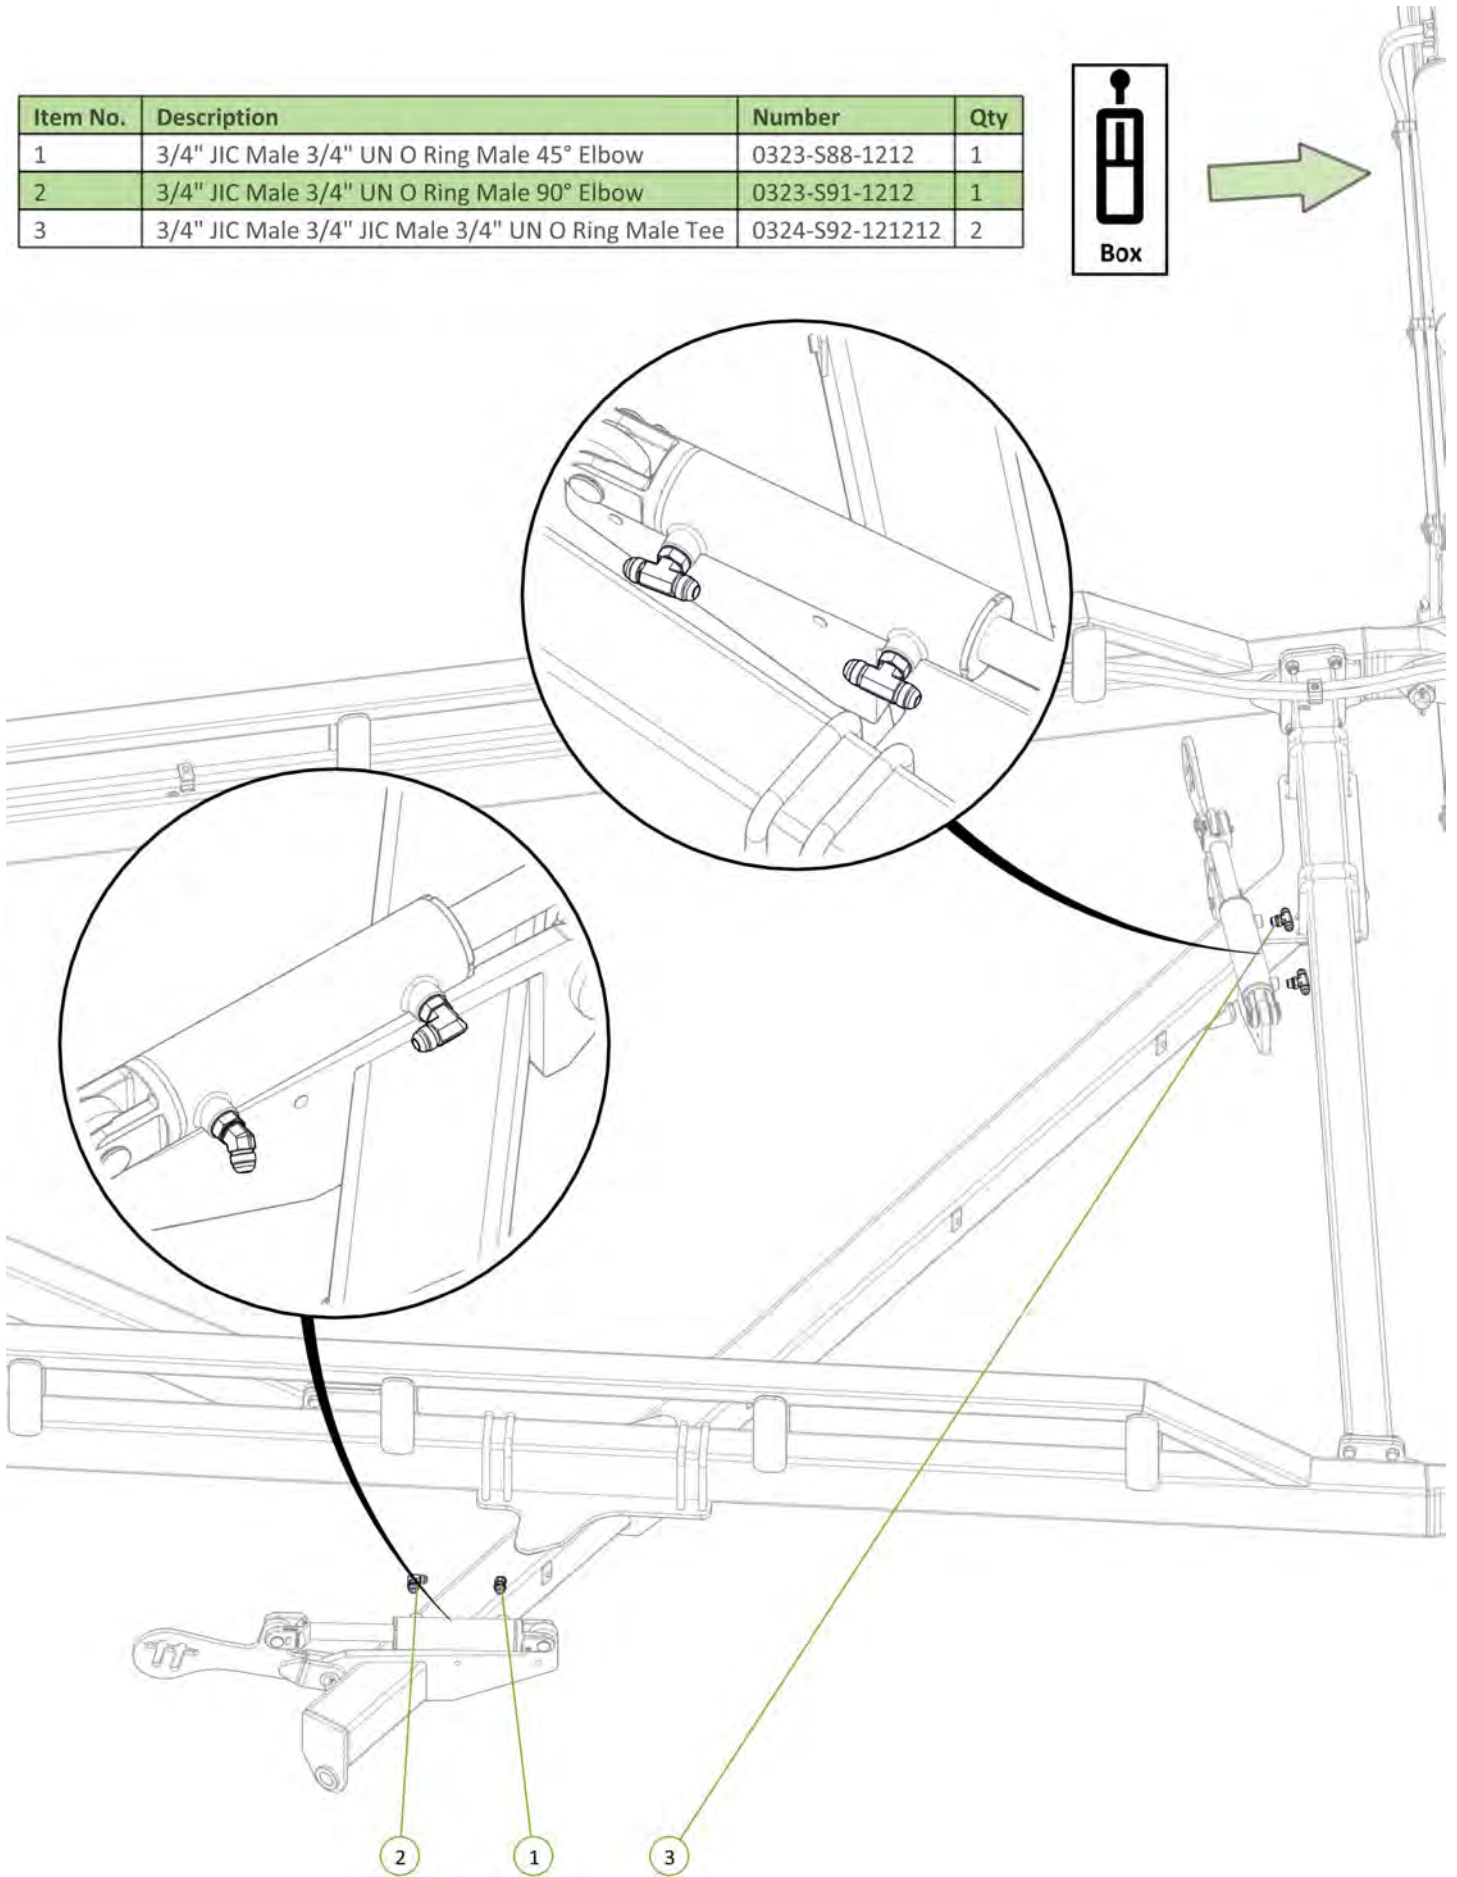 Item No. Description Number Qty
1 3/4" JIC Male 3/4" UN O Ring Male 45° Elbow 0323-S88-1212 1
2 3/4" JIC Male 3/4" UN O Ring Male 90° Elbow 0323-S91-1212 1
3 3/4" JIC Male 3/4" JIC Male 3/4" UN O Ring Male Tee 0324-S92-121212 2
Box
TT
2 1 3